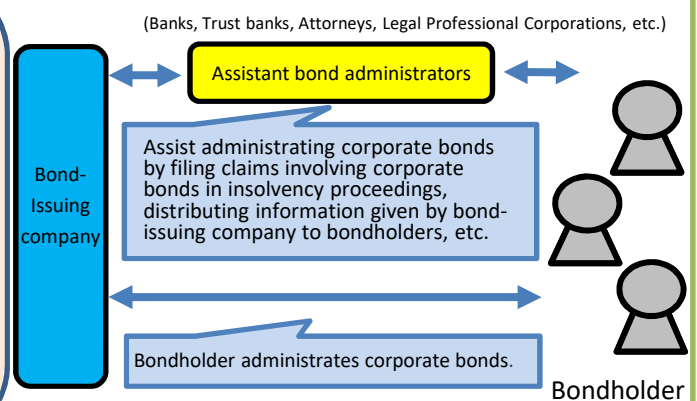 (Banks, Trust banks, Attorneys, Legal Professional Corporations, etc.)
Assistant bond administrators
Assist administrating corporate bonds
by filing claims involving corporate
bonds in insolvency proceedings,
distributing information given by bond-
issuing company to bondholders, etc.
Bond-
Issuing
company
Bondholder administrates corporate bonds.
Bondholder